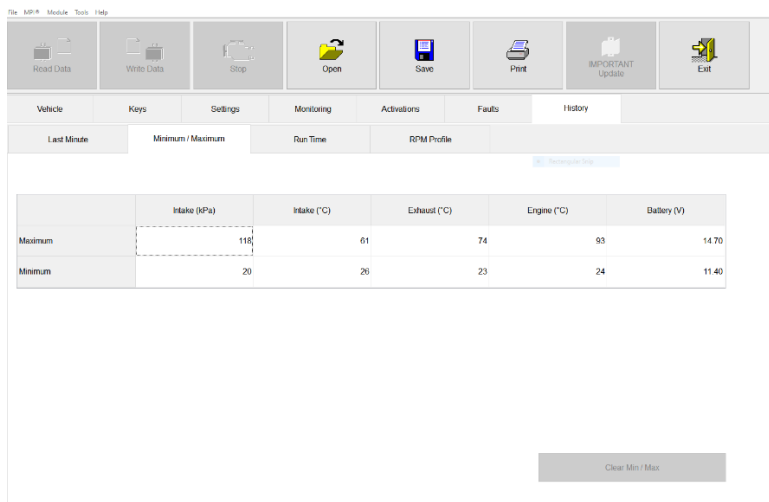 File MPI® Module Tools Help
Read Data Write Data Stop Open Save Print IMPORTANT Update Exit
Vehicle Keys Settings Monitoring Activations Faults History
Last Minute Minimum / Maximum Run Time RPM Profile
Rectangular Snip
Intake (kPa) Intake (°C) Exhaust (°C) Engine (°C) Battery (V)
Maximum 118 61 74 93 14.70
Minimum 20 26 23 24 11.40
Clear Min / Max